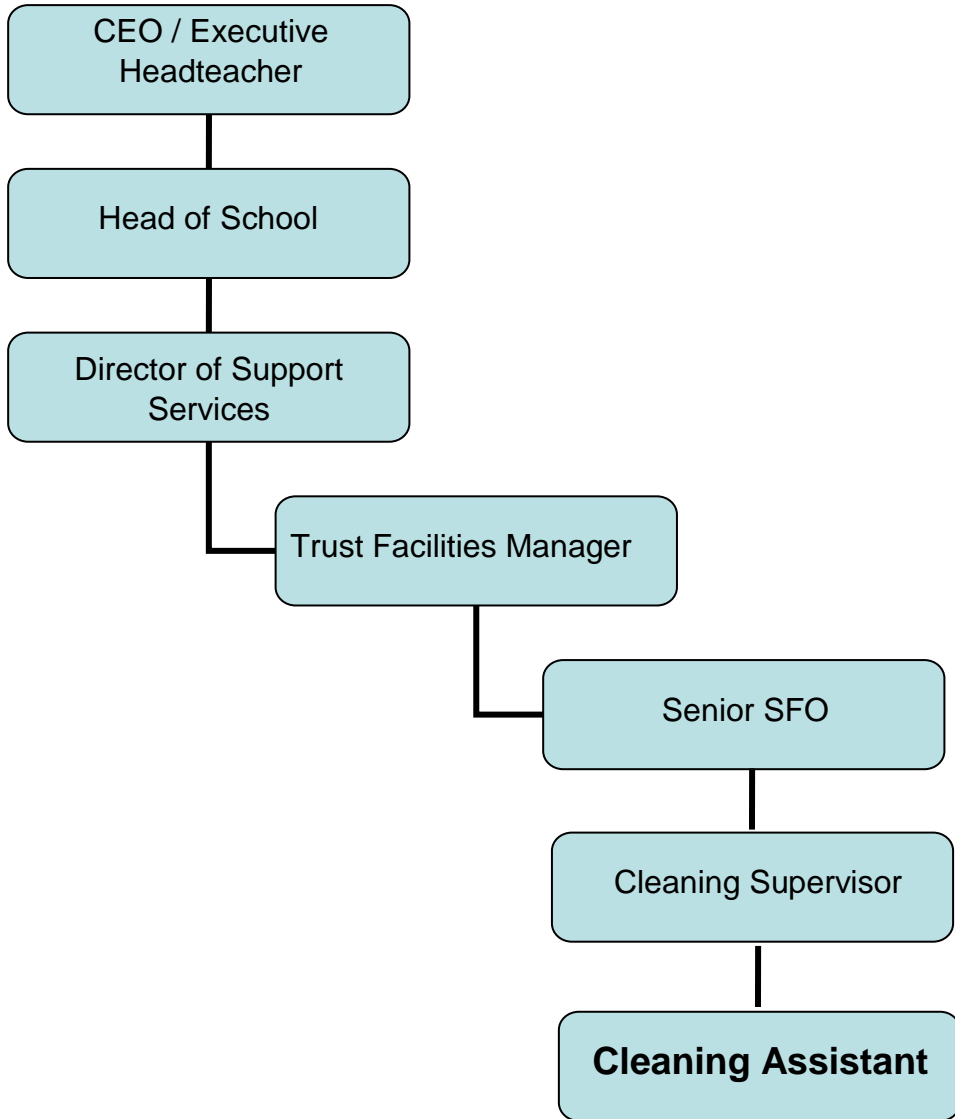 CEO / Executive
Headteacher
Head of School
Director of Support
Services
Trust Facilities Manager
Senior SFO
Cleaning Supervisor
Cleaning Assistant